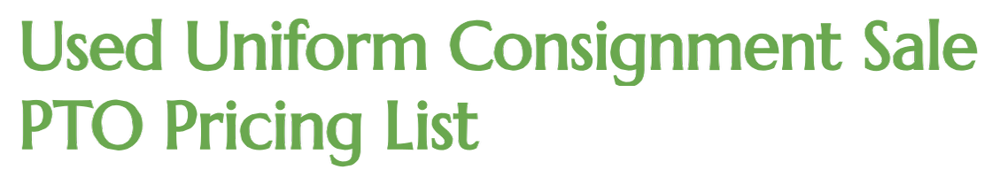 Used Uniform Consignment Sale
PTO Pricing List